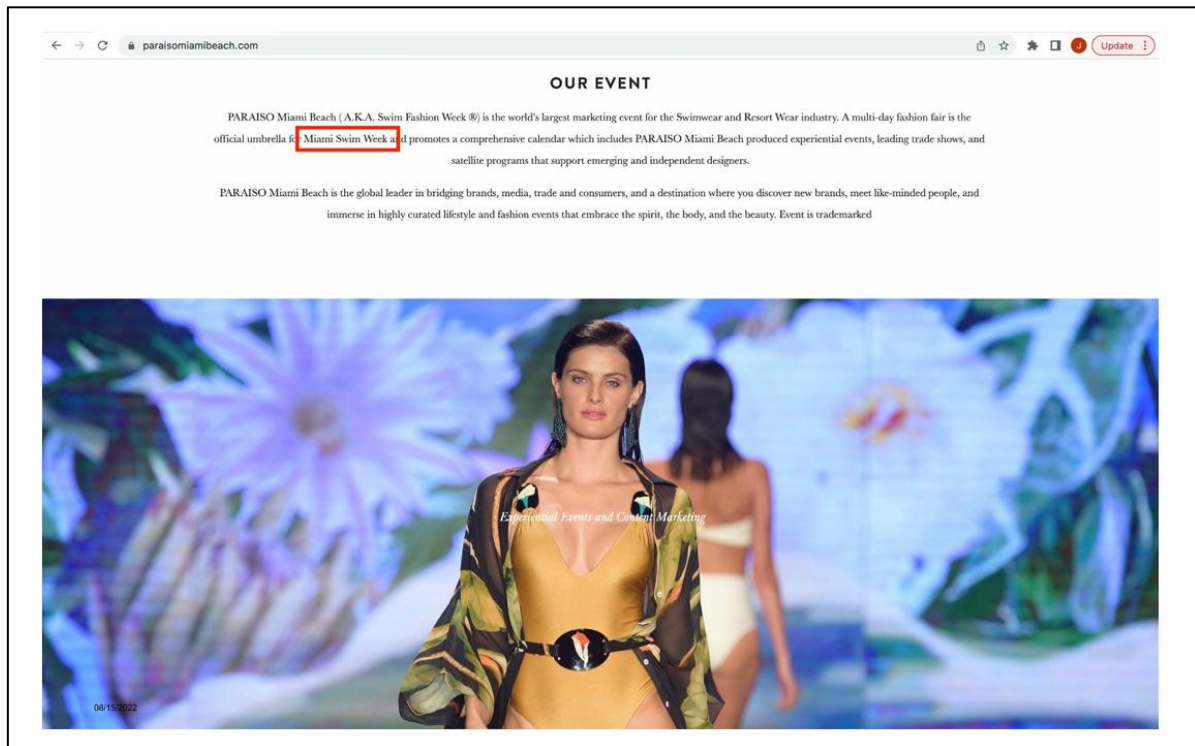 paraisomiamibeach.com
Update
OUR EVENT
PARAISO Miami Beach ( A.K.A. Swim Fashion Week ®) is the world's largest marketing event for the Swimwear and Resort Wear industry. A multi-day fashion fair is the
official umbrella for Miami Swim Week and promotes a comprehensive calendar which includes PARAISO Miami Beach produced experiential events, leading trade shows, and
satellite programs that support emerging and independent designers.
PARAISO Miami Beach is the global leader in bridging brands, media, trade and consumers, and a destination where you discover new brands, meet like-minded people, and
immerse in highly curated lifestyle and fashion events that embrace the spirit, the body, and the beauty. Event is trademarked
Experiential Events and Content Marketing
08/15/2022